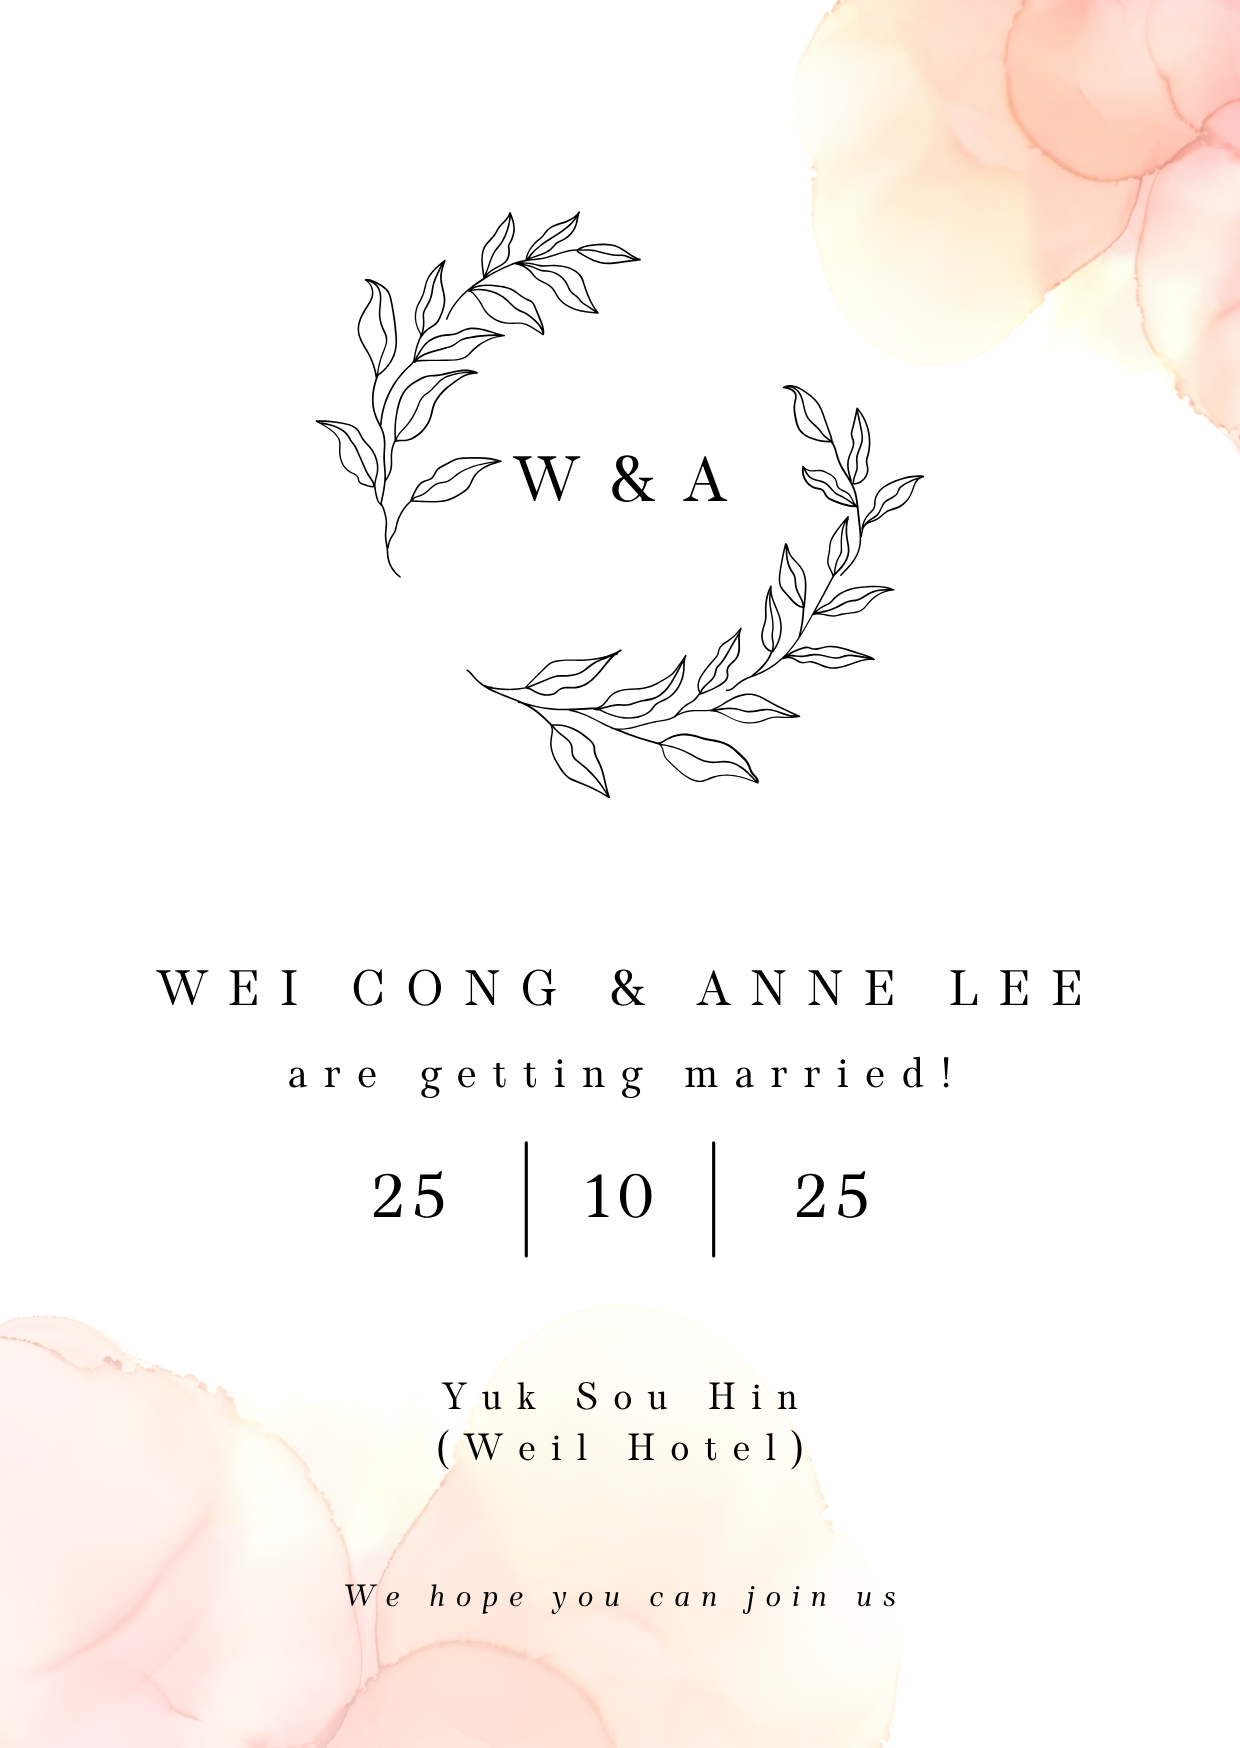 W & A
WEI CONG & ANNE LEE
are getting married!
25 | 10 | 25
Yuk Sou Hin
(Weil Hotel)
We hope you can join us